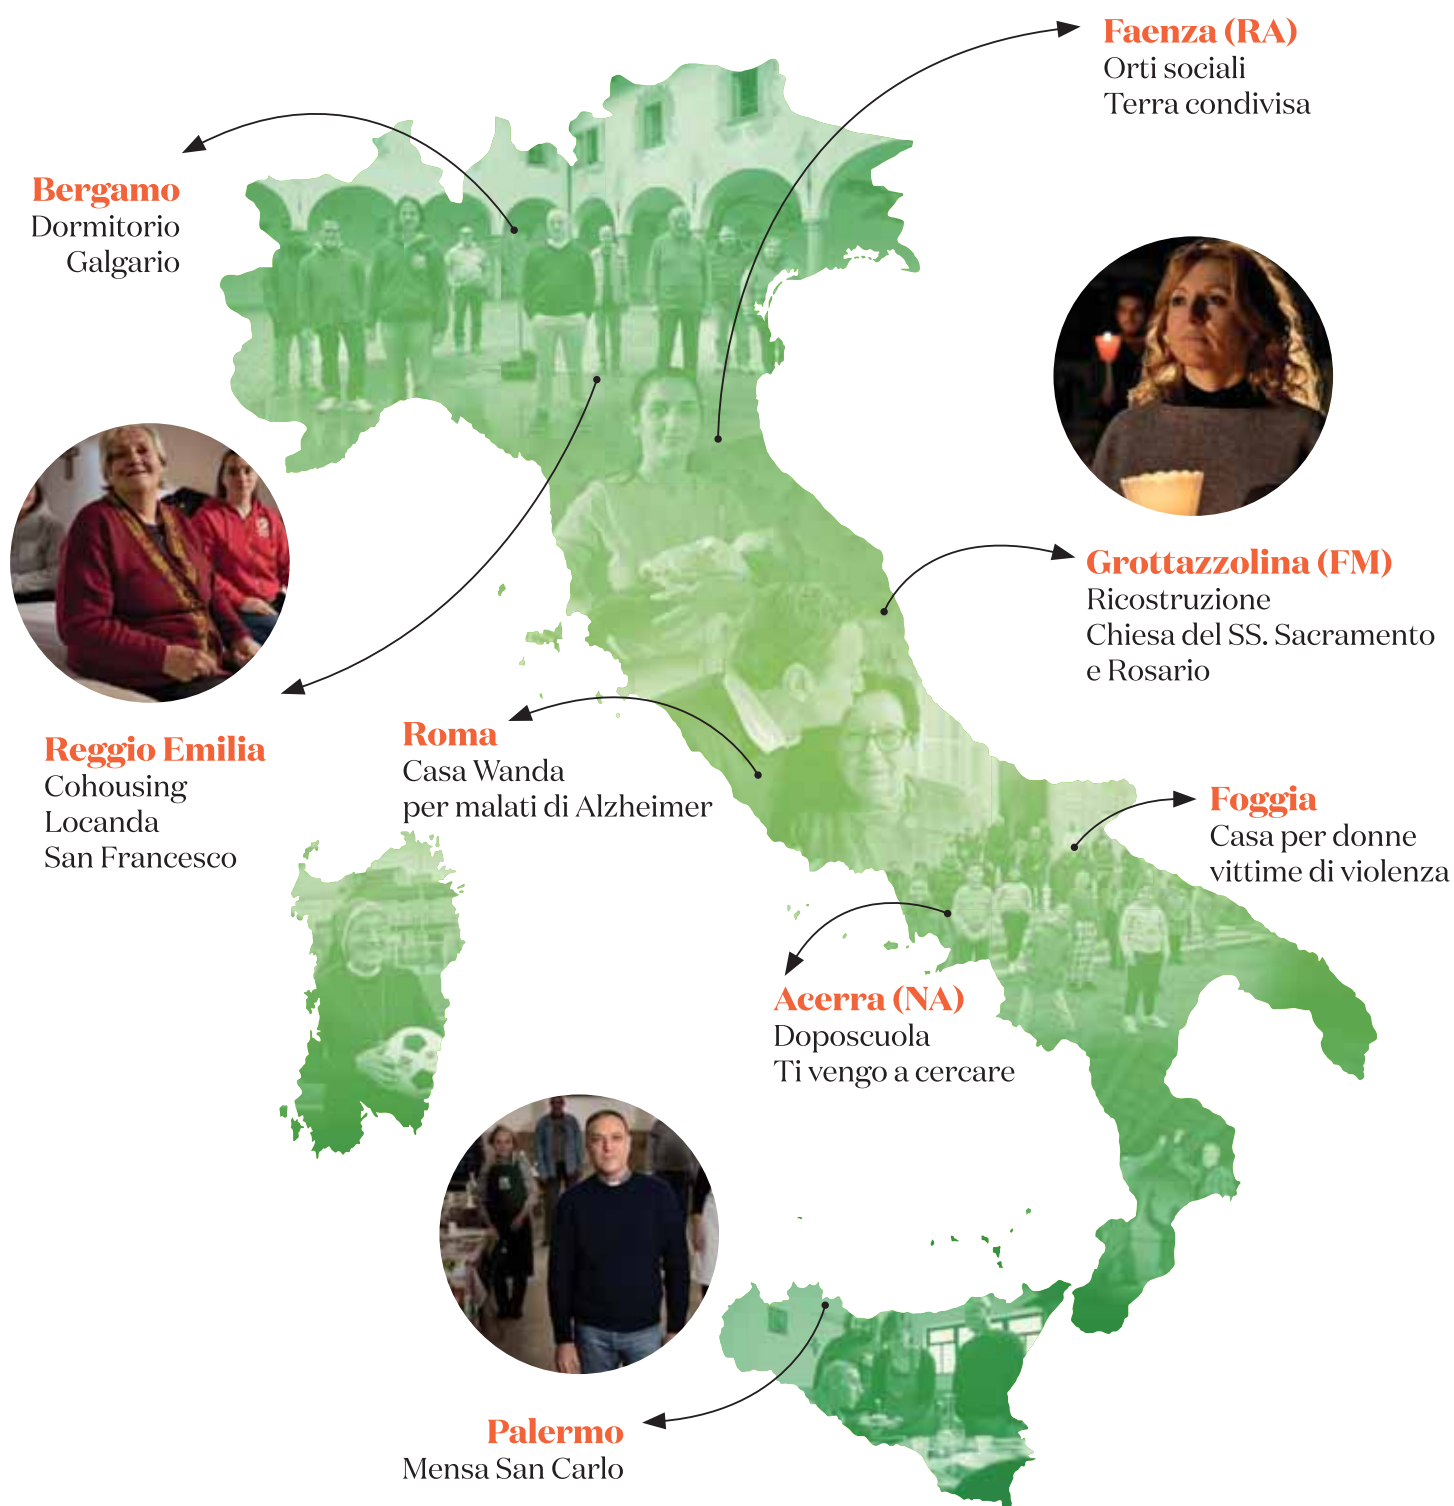 Faenza (RA)
Orti sociali
Terra condivisa
Bergamo
Dormitorio
Galgario
Grottazzolina (FM)
Ricostruzione
Chiesa del SS. Sacramento
e Rosario
Reggio Emilia
Cohousing
Locanda
San Francesco
Roma
Casa Wanda
per malati di Alzheimer
Foggia
Casa per donne
vittime di violenza
Acerra (NA)
Doposcuola
Ti vengo a cercare
Palermo
Mensa San Carlo